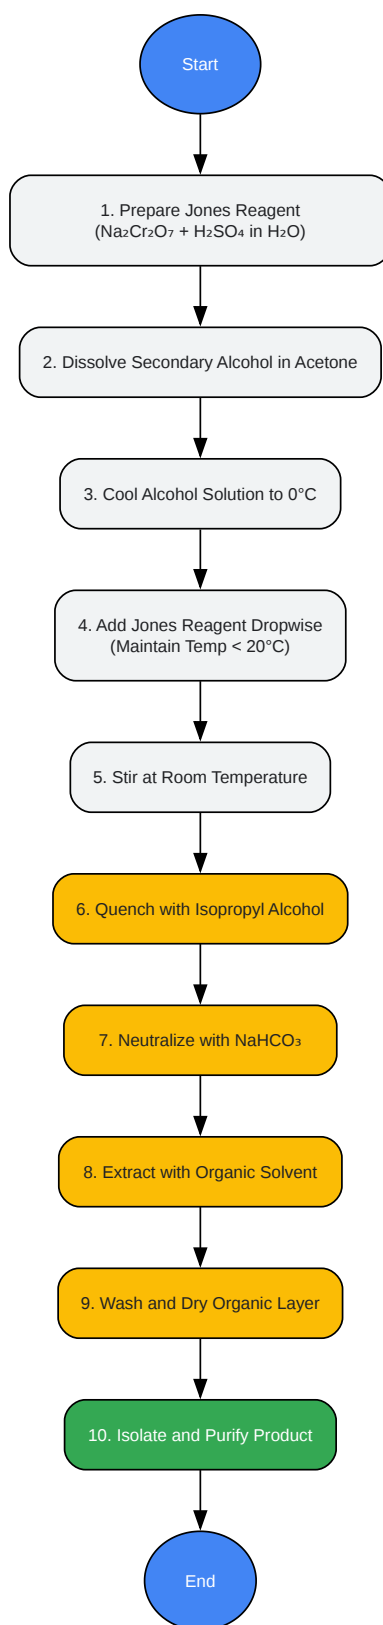 Start
1. Prepare Jones Reagent
(Na₂Cr₂O₇ + H₂SO₄ in H₂O)
2. Dissolve Secondary Alcohol in Acetone
3. Cool Alcohol Solution to 0°C
4. Add Jones Reagent Dropwise
(Maintain Temp < 20°C)
5. Stir at Room Temperature
6. Quench with Isopropyl Alcohol
7. Neutralize with NaHCO₃
8. Extract with Organic Solvent
9. Wash and Dry Organic Layer
10. Isolate and Purify Product
End